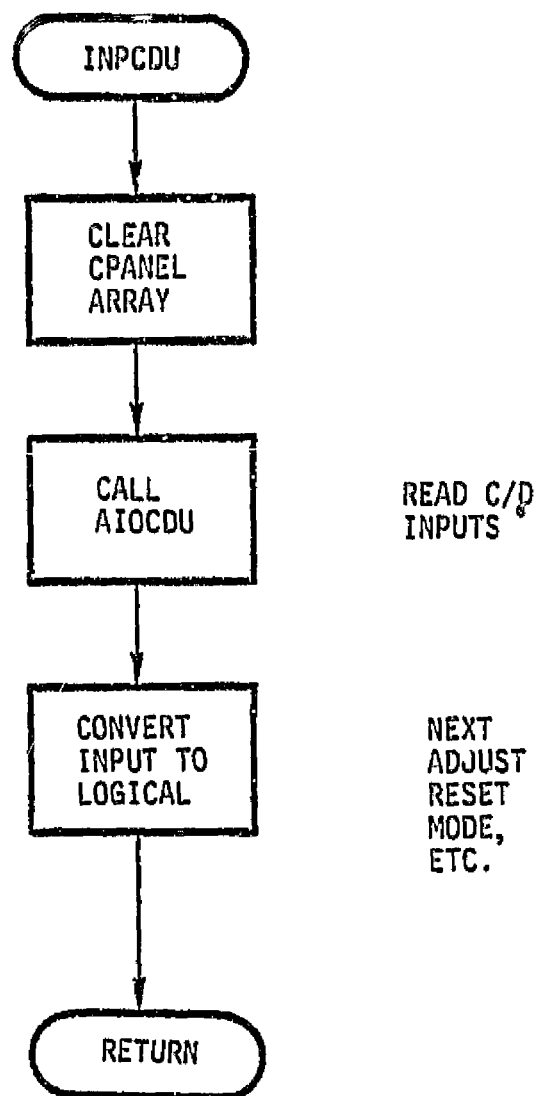 INPCDU
CLEAR
CPANEL
ARRAY
CALL
AIOCDU
READ C/D
INPUTS
CONVERT
INPUT TO
LOGICAL
NEXT
ADJUST
RESET
MODE,
ETC.
RETURN